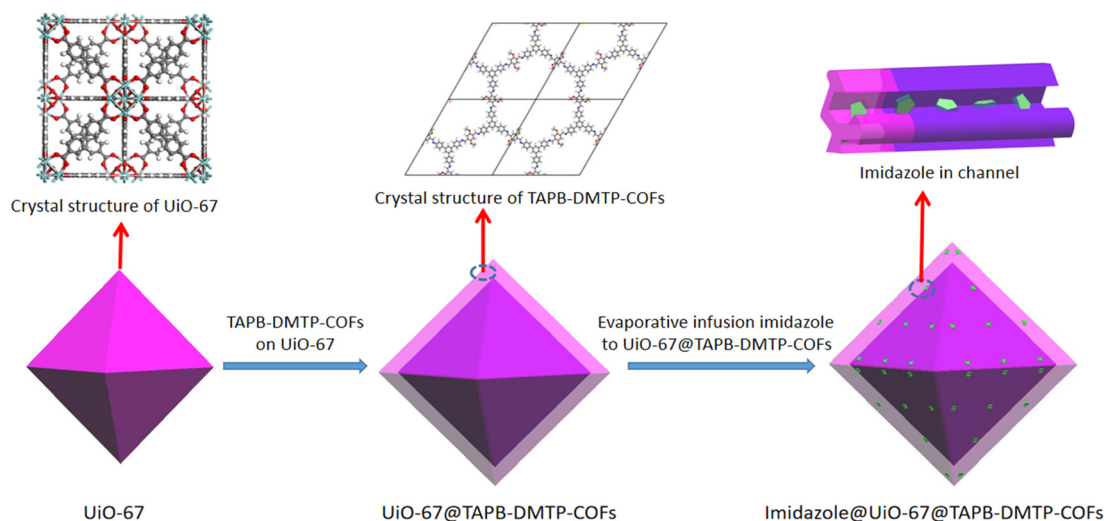 Crystal structure of UiO-67
Crystal structure of TAPB-DMTP-COFs
Imidazole in channel
TAPB-DMTP-COFs
on UiO-67
Evaporative infusion imidazole
to UiO-67@TAPB-DMTP-COFs
UiO-67
UiO-67@TAPB-DMTP-COFs
Imidazole@UiO-67@TAPB-DMTP-COFs